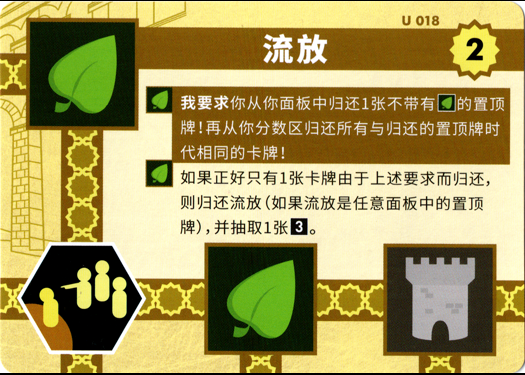 U 018
流放
2
我要求你从你面板中归还1张不带有的置顶
牌！再从你分数区归还所有与归还的置顶牌时
代相同的卡牌！
如果正好只有1张卡牌由于上述要求而归还，
则归还流放（如果流放是任意面板中的置顶
牌），并抽取1张3。